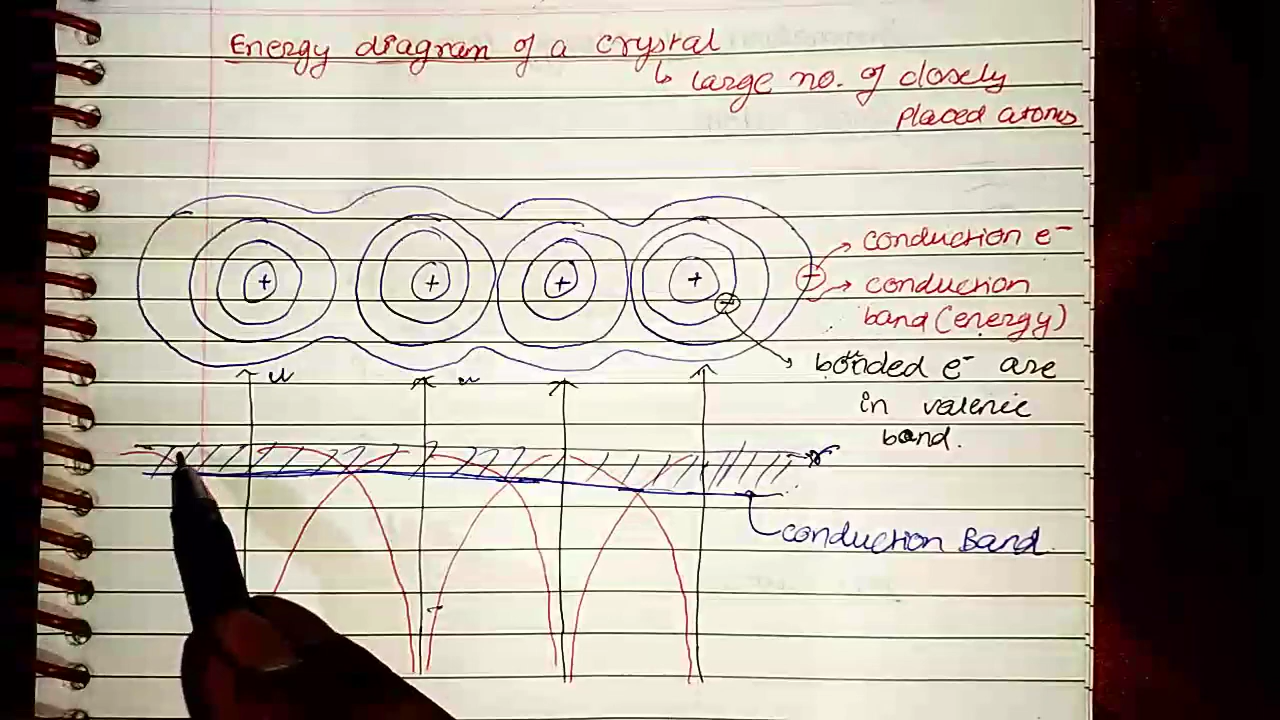 Energy diagram of a crystal
↳ Large no. of closely
placed atoms
+ + + +
conduction e-
conduction
band (energy)
bonded e- are
in valence
band.
u u
conduction Band.